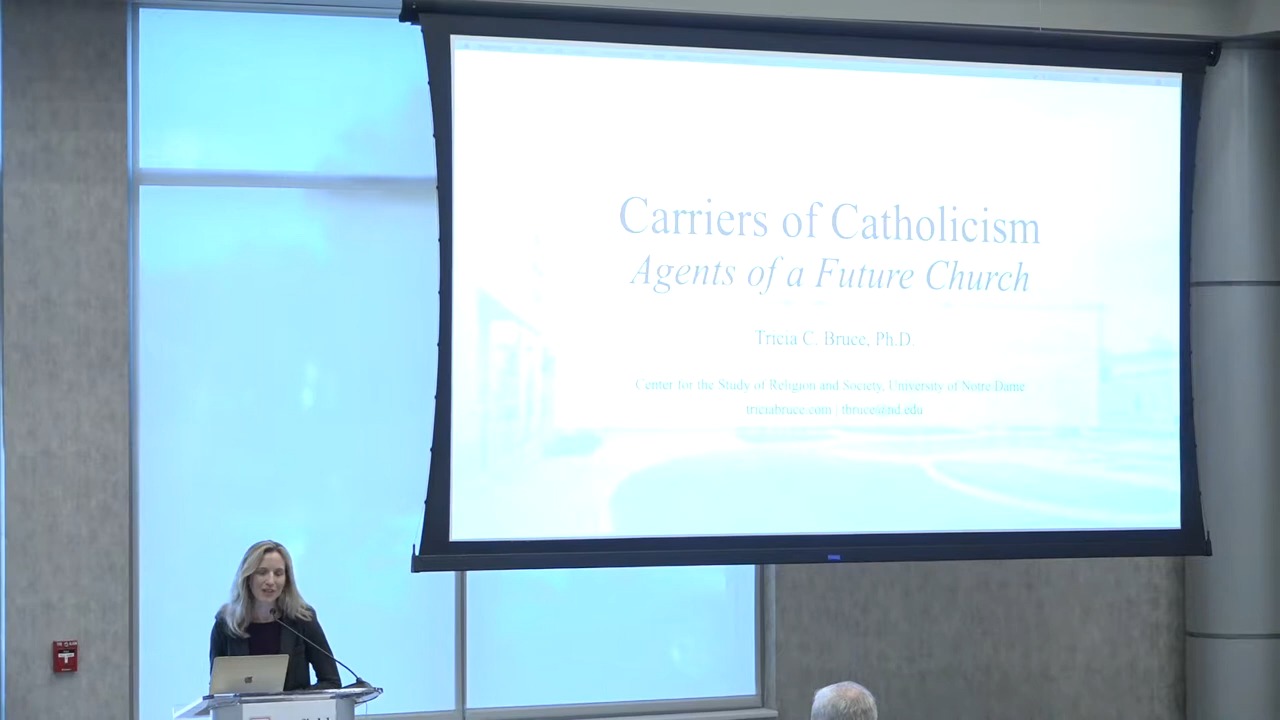 Carriers of Catholicism
Agents of a Future Church
Tricia C. Bruce, Ph.D.
Center for the Study of Religion and Society, University of Notre Dame
triciabruce.com | tbruce@nd.edu